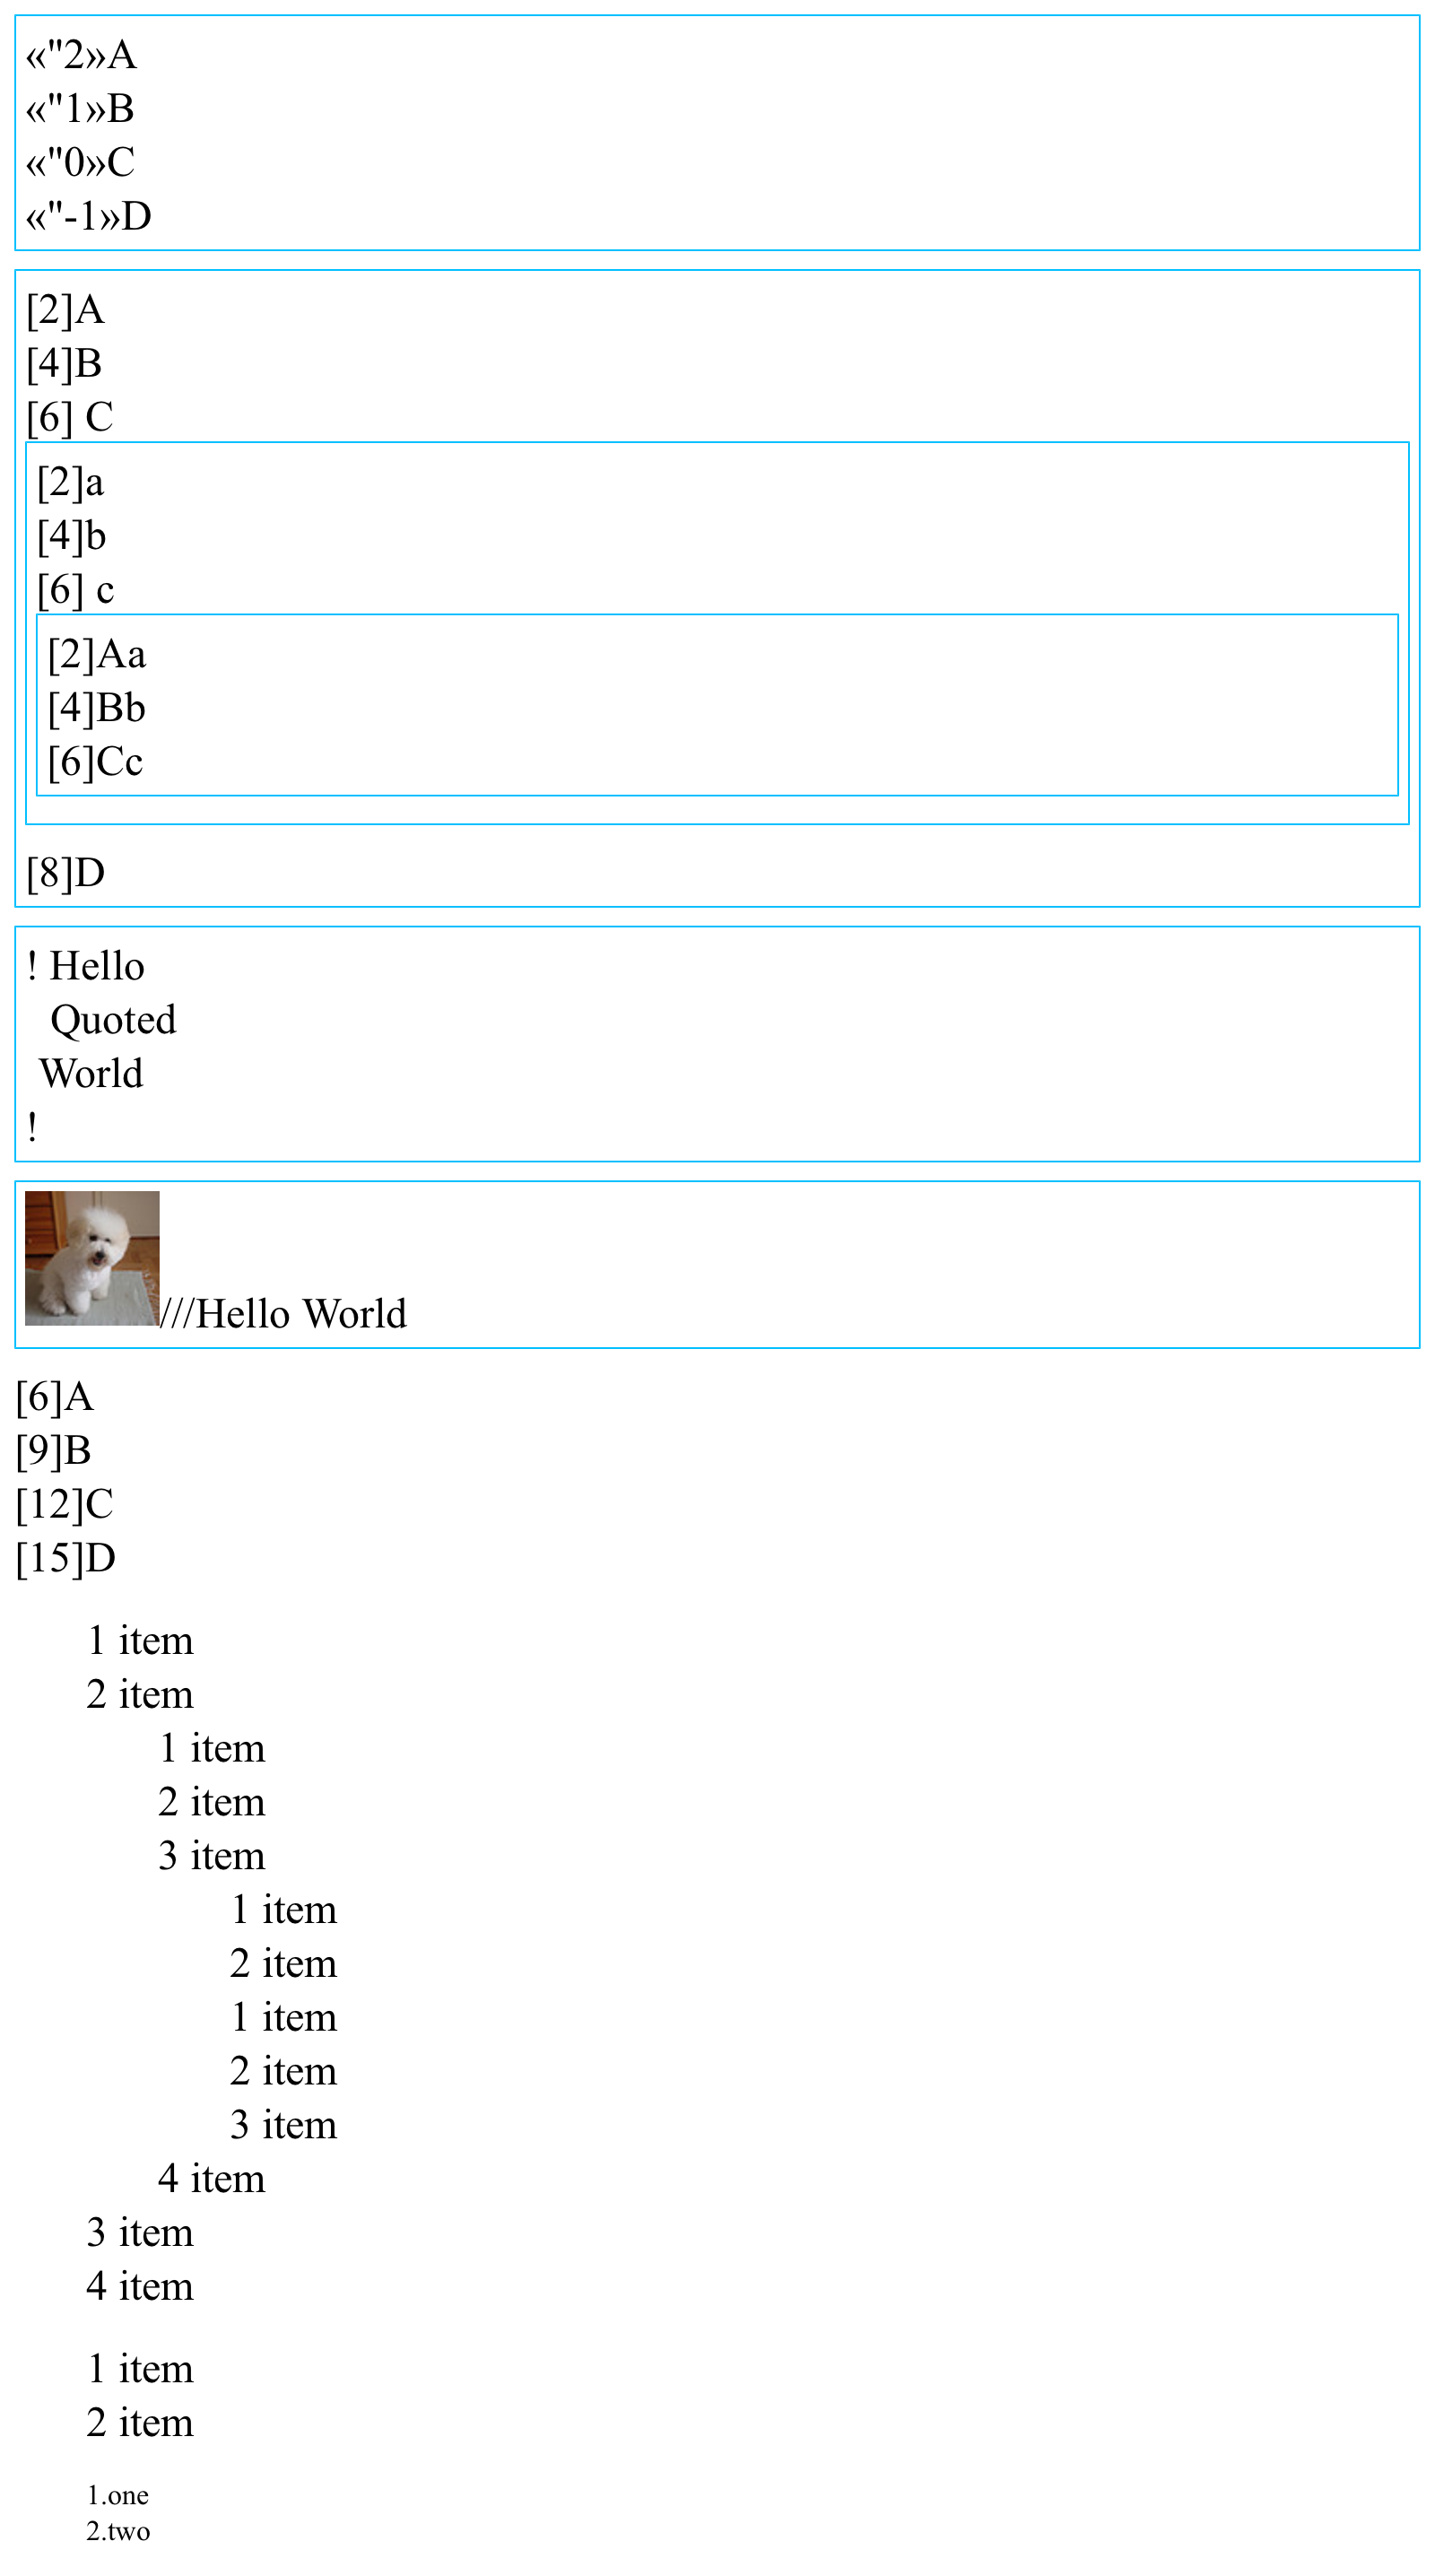 «"2»A
«"1»B
«"0»C
«"-1»D
[2]A
[4]B
[6] C
[2]a
[4]b
[6] c
[2]Aa
[4]Bb
[6]Cc
[8]D
! Hello
Quoted
World
!
///Hello World
[6]A
[9]B
[12]C
[15]D
1 item
2 item
1 item
2 item
3 item
1 item
2 item
1 item
2 item
3 item
4 item
3 item
4 item
1 item
2 item
1.one
2.two